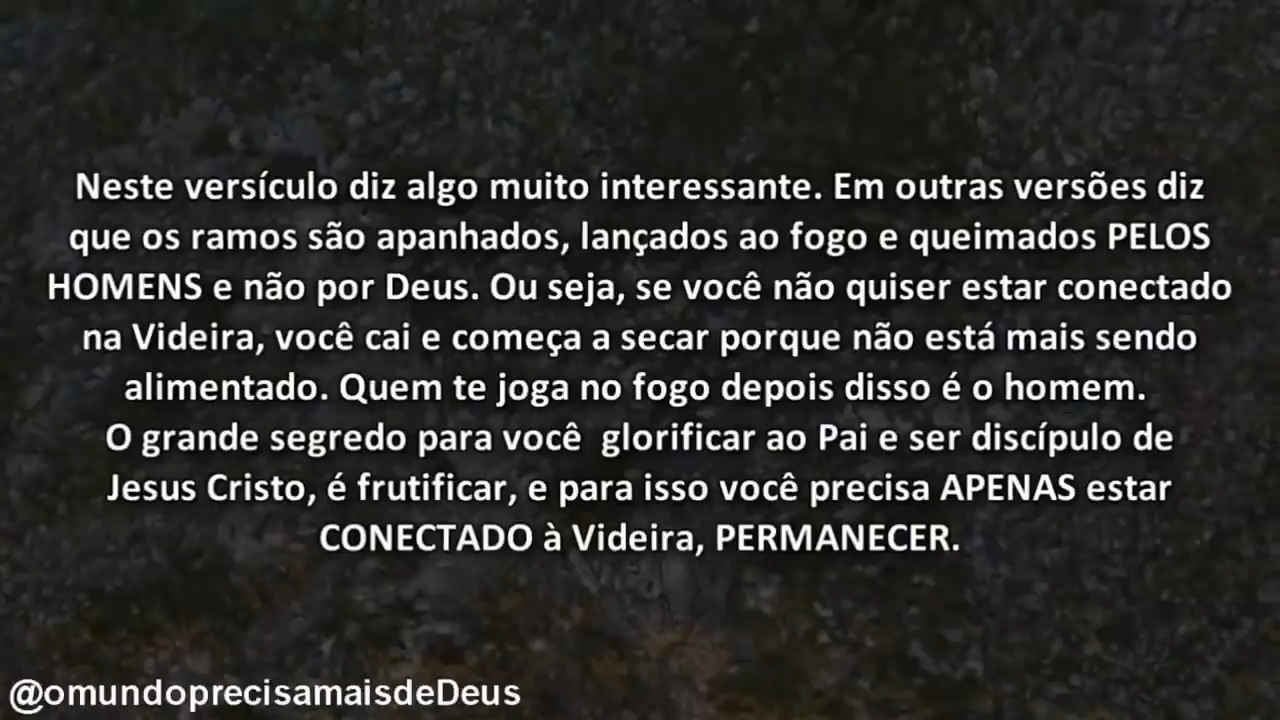 Neste versículo diz algo muito interessante. Em outras versões diz
que os ramos são apanhados, lançados ao fogo e queimados PELOS
HOMENS e não por Deus. Ou seja, se você não quiser estar conectado
na Videira, você cai e começa a secar porque não está mais sendo
alimentado. Quem te joga no fogo depois disso é o homem.
O grande segredo para você  glorificar ao Pai e ser discípulo de
Jesus Cristo, é frutificar, e para isso você precisa APENAS estar
CONECTADO à Videira, PERMANECER.
@omundoprecisamaisdeDeus